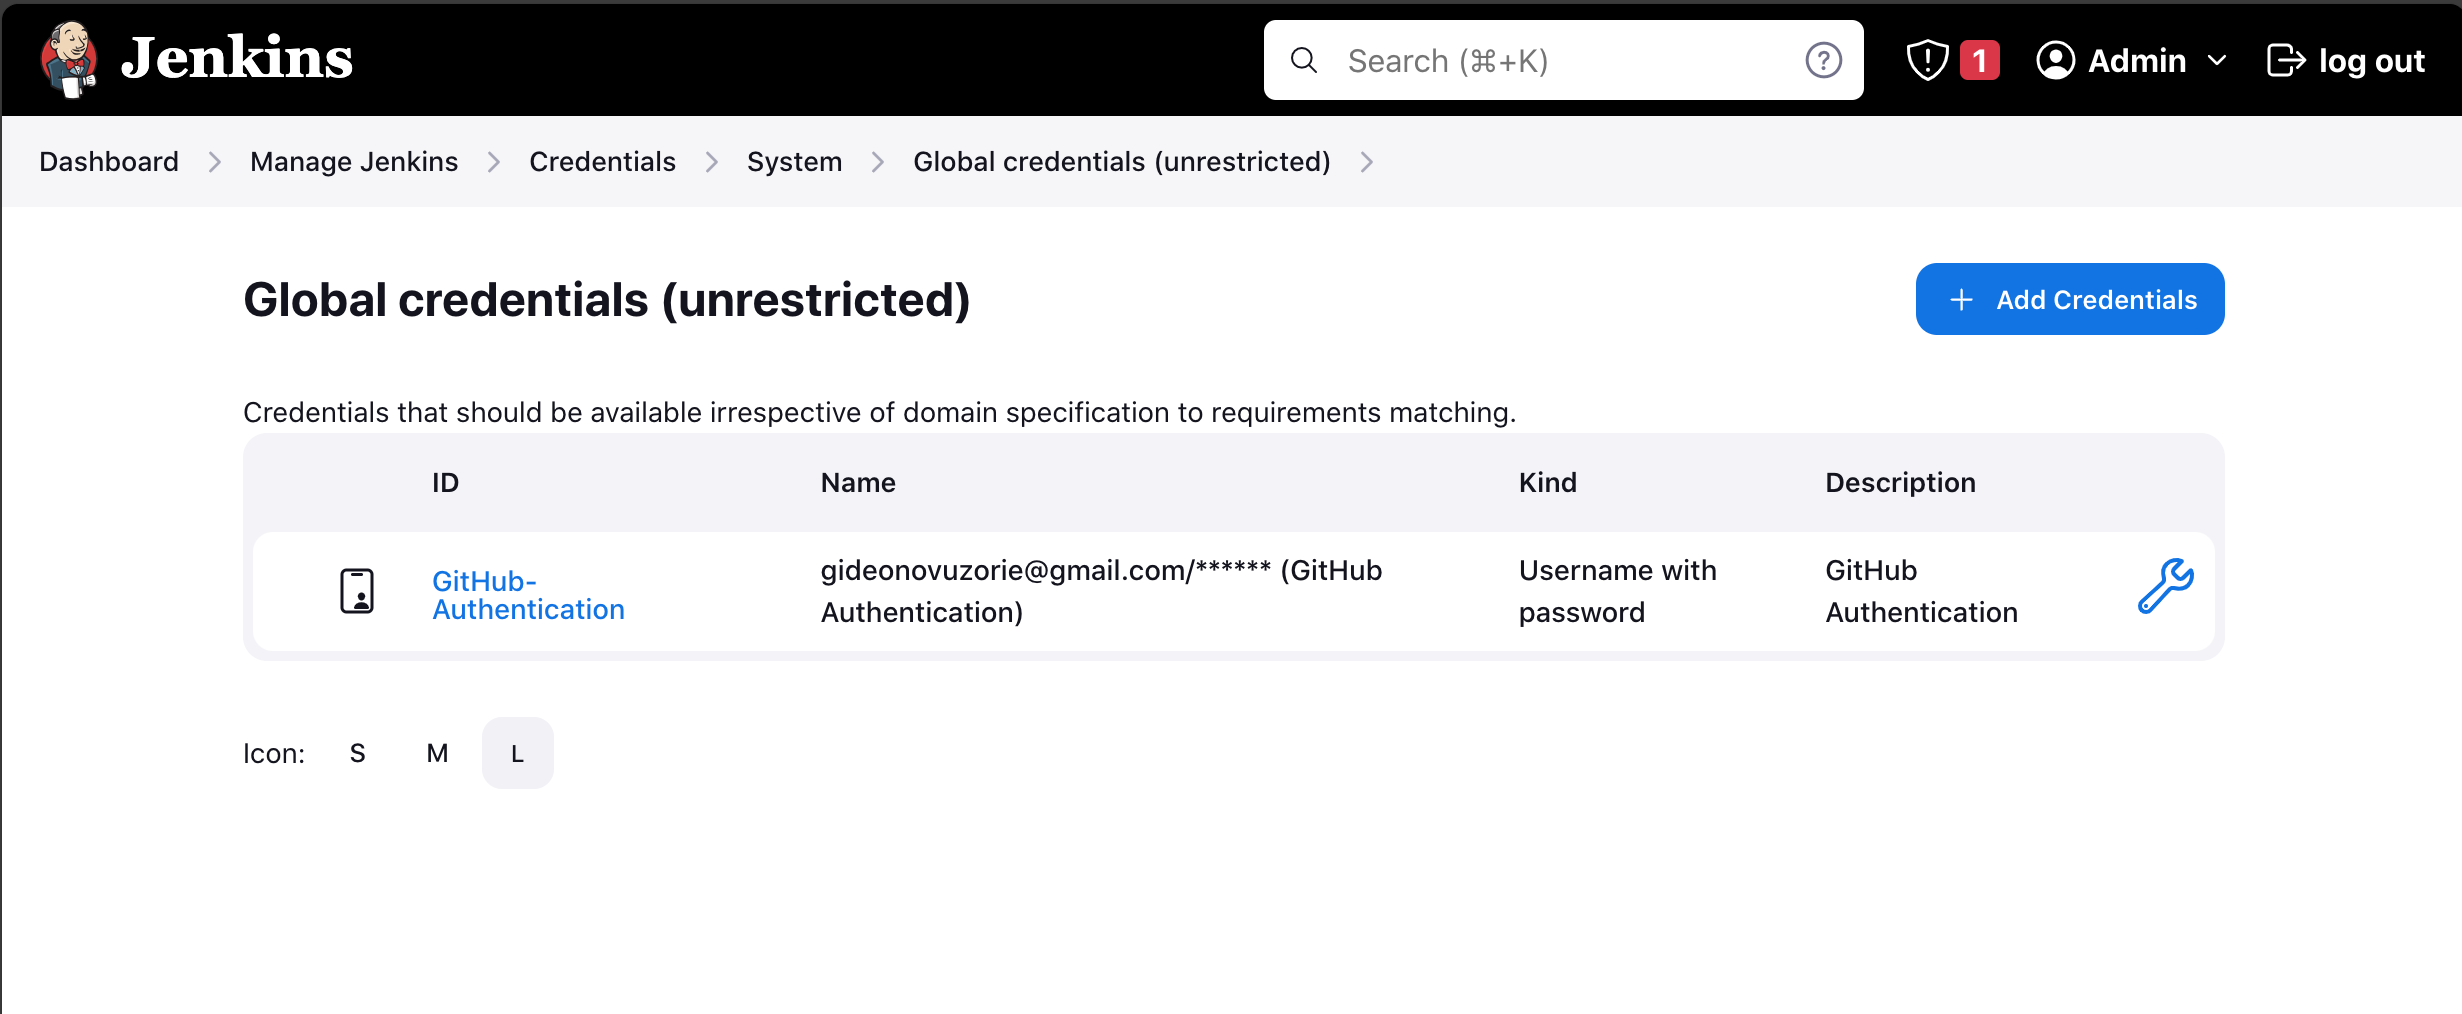 Jenkins
Search (⌘+K)
?
1
Admin
log out
Dashboard
Manage Jenkins
Credentials
System
Global credentials (unrestricted)
Global credentials (unrestricted)
+ Add Credentials
Credentials that should be available irrespective of domain specification to requirements matching.
ID Name Kind Description
GitHub-
Authentication
gideonovuzorie@gmail.com/****** (GitHub
Authentication)
Username with
password
GitHub
Authentication
Icon: S M L